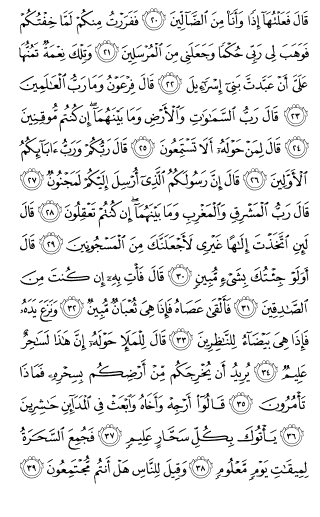 قَالَ فَعَلْتُهَا إِذًا وَأَنَا۠ مِنَ ٱلضَّآلِّينَ ﴿٢٠﴾ فَفَرَرْتُ مِنكُمْ لَمَّا خِفْتُكُمْ
فَوَهَبَ لِى رَبِّى حُكْمًا وَجَعَلَنِى مِنَ ٱلْمُرْسَلِينَ ﴿٢١﴾ وَتِلْكَ نِعْمَةٌ تَمُنُّهَا
عَلَىَّ أَنْ عَبَّدتَّ بَنِىٓ إِسْرَٰٓءِيلَ ﴿٢٢﴾ قَالَ فِرْعَوْنُ وَمَا رَبُّ ٱلْعَٰلَمِينَ
﴿٢٣﴾ قَالَ رَبُّ ٱلسَّمَٰوَٰتِ وَٱلْأَرْضِ وَمَا بَيْنَهُمَآ ۖ إِن كُنتُم مُّوقِنِينَ
﴿٢٤﴾ قَالَ لِمَنْ حَوْلَهُۥٓ أَلَا تَسْتَمِعُونَ ﴿٢٥﴾ قَالَ رَبُّكُمْ وَرَبُّ ءَابَآئِكُمُ
ٱلْأَوَّلِينَ ﴿٢٦﴾ قَالَ إِنَّ رَسُولَكُمُ ٱلَّذِىٓ أُرْسِلَ إِلَيْكُمْ لَمَجْنُونٌ ﴿٢٧﴾
قَالَ رَبُّ ٱلْمَشْرِقِ وَٱلْمَغْرِبِ وَمَا بَيْنَهُمَآ ۖ إِن كُنتُمْ تَعْقِلُونَ ﴿٢٨﴾ قَالَ
لَئِنِ ٱتَّخَذْتَ إِلَٰهًا غَيْرِى لَأَجْعَلَنَّكَ مِنَ ٱلْمَسْجُونِينَ ﴿٢٩﴾ قَالَ
أَوَلَوْ جِئْتُكَ بِشَىْءٍ مُّبِينٍ ﴿٣٠﴾ قَالَ فَأْتِ بِهِۦٓ إِن كُنتَ مِنَ
ٱلصَّٰدِقِينَ ﴿٣١﴾ فَأَلْقَىٰ عَصَاهُ فَإِذَا هِىَ ثُعْبَانٌ مُّبِينٌ ﴿٣٢﴾ وَنَزَعَ يَدَهُۥ
فَإِذَا هِىَ بَيْضَآءُ لِلنَّٰظِرِينَ ﴿٣٣﴾ قَالَ لِلْمَلَإِ حَوْلَهُۥٓ إِنَّ هَٰذَا لَسَٰحِرٌ
عَلِيمٌ ﴿٣٤﴾ يُرِيدُ أَن يُخْرِجَكُم مِّنْ أَرْضِكُم بِسِحْرِهِۦ فَمَاذَا
تَأْمُرُونَ ﴿٣٥﴾ قَالُوٓا۟ أَرْجِهْ وَأَخَاهُ وَٱبْعَثْ فِى ٱلْمَدَآئِنِ حَٰشِرِينَ
﴿٣٦﴾ يَأْتُوكَ بِكُلِّ سَحَّارٍ عَلِيمٍ ﴿٣٧﴾ فَجُمِعَ ٱلسَّحَرَةُ
لِمِيقَٰتِ يَوْمٍ مَّعْلُومٍ ﴿٣٨﴾ وَقِيلَ لِلنَّاسِ هَلْ أَنتُم مُّجْتَمِعُونَ ﴿٣٩﴾